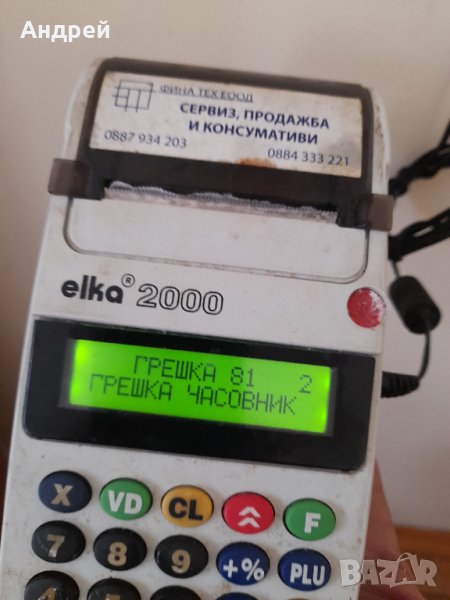 Андрей
ФИНА ТЕХ ЕООД
СЕРВИЗ, ПРОДАЖБА
И КОНСУМАТИВИ
0887 934 203
0884 333 221
elka® 2000
ГРЕШКА 81 2
ГРЕШКА ЧАСОВНИК
X VD CL F
7 8 9 +% PLU
BAZAR